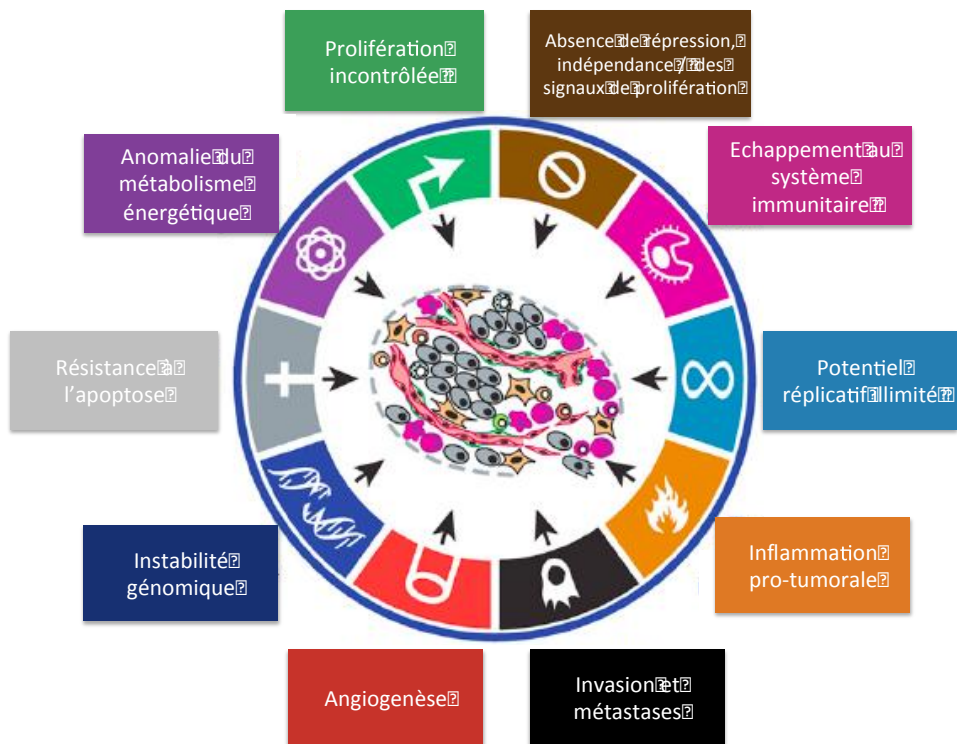 Prolifération
incontrôlée
Absence de répression,
indépendance / des
signaux de prolifération
Anomalie du
métabolisme
énergétique
Echappement au
système
immunitaire
Résistance à
l'apoptose
Potentiel
réplicatif illimité
Instabilité
génomique
Inflammation
pro-tumorale
Angiogenèse
Invasion et
métastases